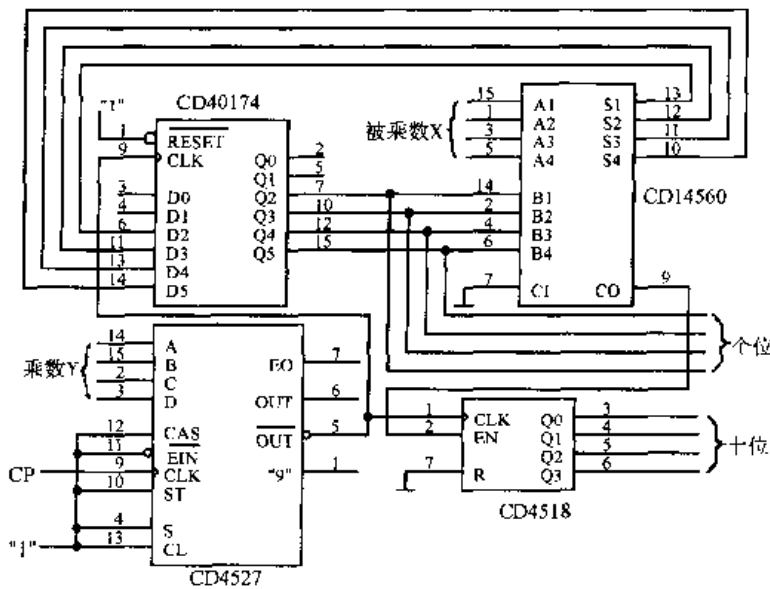 "1"
CD40174
1
9
RESET
CLK
3
4
6
11
13
14
D0
D1
D2
D3
D4
D5
Q0
Q1
Q2
Q3
Q4
Q5
2
5
7
10
12
15
被乘数X
15
1
3
5
A1
A2
A3
A4
14
2
4
6
B1
B2
B3
B4
7
CI
CO
9
S1
S2
S3
S4
13
12
11
10
CD14560
个位
乘数Y
14
15
2
3
A
B
C
D
12
11
9
10
4
13
CAS
EIN
CLK
ST
S
CL
CP
"1"
EO
OUT
OUT
"9"
7
6
5
1
CD4527
1
2
7
CLK
EN
R
Q0
Q1
Q2
Q3
3
4
5
6
十位
CD4518